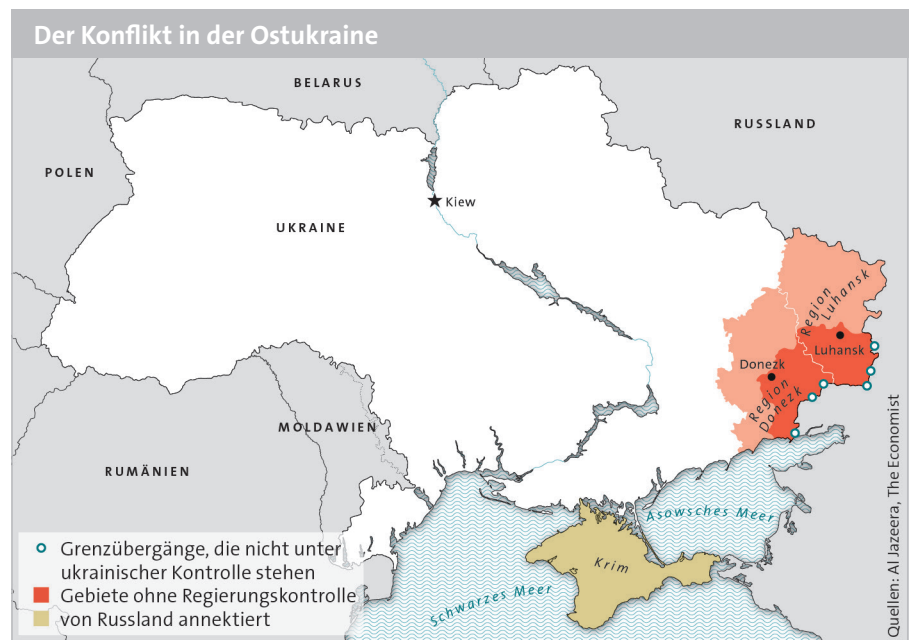 Der Konflikt in der Ostukraine
BELARUS
RUSSLAND
POLEN
Kiew
UKRAINE
Region
Luhansk
Luhansk
Donezk
Region
Donezk
MOLDAWIEN
RUMÄNIEN
Asowsches Meer
Krim
Schwarzes Meer
Grenzübergänge, die nicht unter
ukrainischer Kontrolle stehen
Gebiete ohne Regierungskontrolle
von Russland annektiert
Quellen: Al Jazeera, The Economist